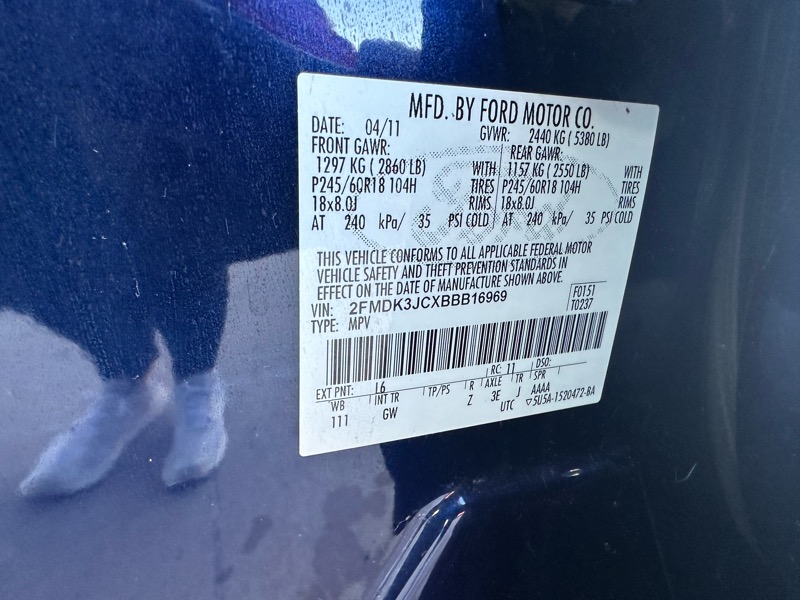 MFD. BY FORD MOTOR CO.
DATE: 04/11 GVWR: 2440 KG ( 5380 LB)
FRONT GAWR: REAR GAWR:
1297 KG ( 2860 LB) WITH 1157 KG ( 2550 LB) WITH
P245/60R18 104H TIRES P245/60R18 104H TIRES
18x8.0J RIMS 18x8.0J RIMS
AT 240 kPa/ 35 PSI COLD AT 240 kPa/ 35 PSI COLD
THIS VEHICLE CONFORMS TO ALL APPLICABLE FEDERAL MOTOR
VEHICLE SAFETY AND THEFT PREVENTION STANDARDS IN
EFFECT ON THE DATE OF MANUFACTURE SHOWN ABOVE.
VIN: 2FMDK3JCXBBB16969 F0151
TYPE: MPV T0237
RC: 11 DSO:
EXT PNT: L6
WB INT TR TP/PS R AXLE TR SPR
111 GW Z 3E J AAAA
UTC ▽5U5A-1520472-BA